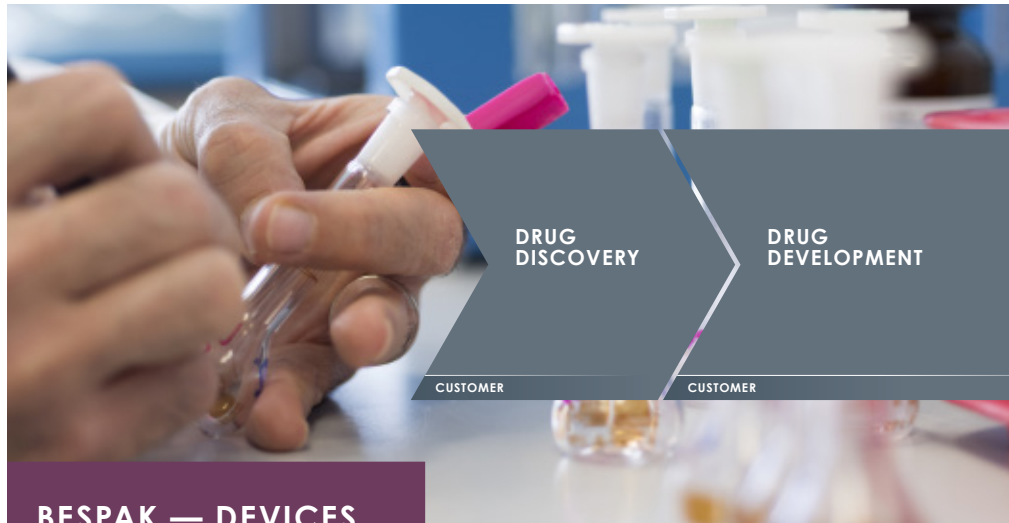 DRUG
DISCOVERY
DRUG
DEVELOPMENT
CUSTOMER
CUSTOMER
BESPAK — DEVICES